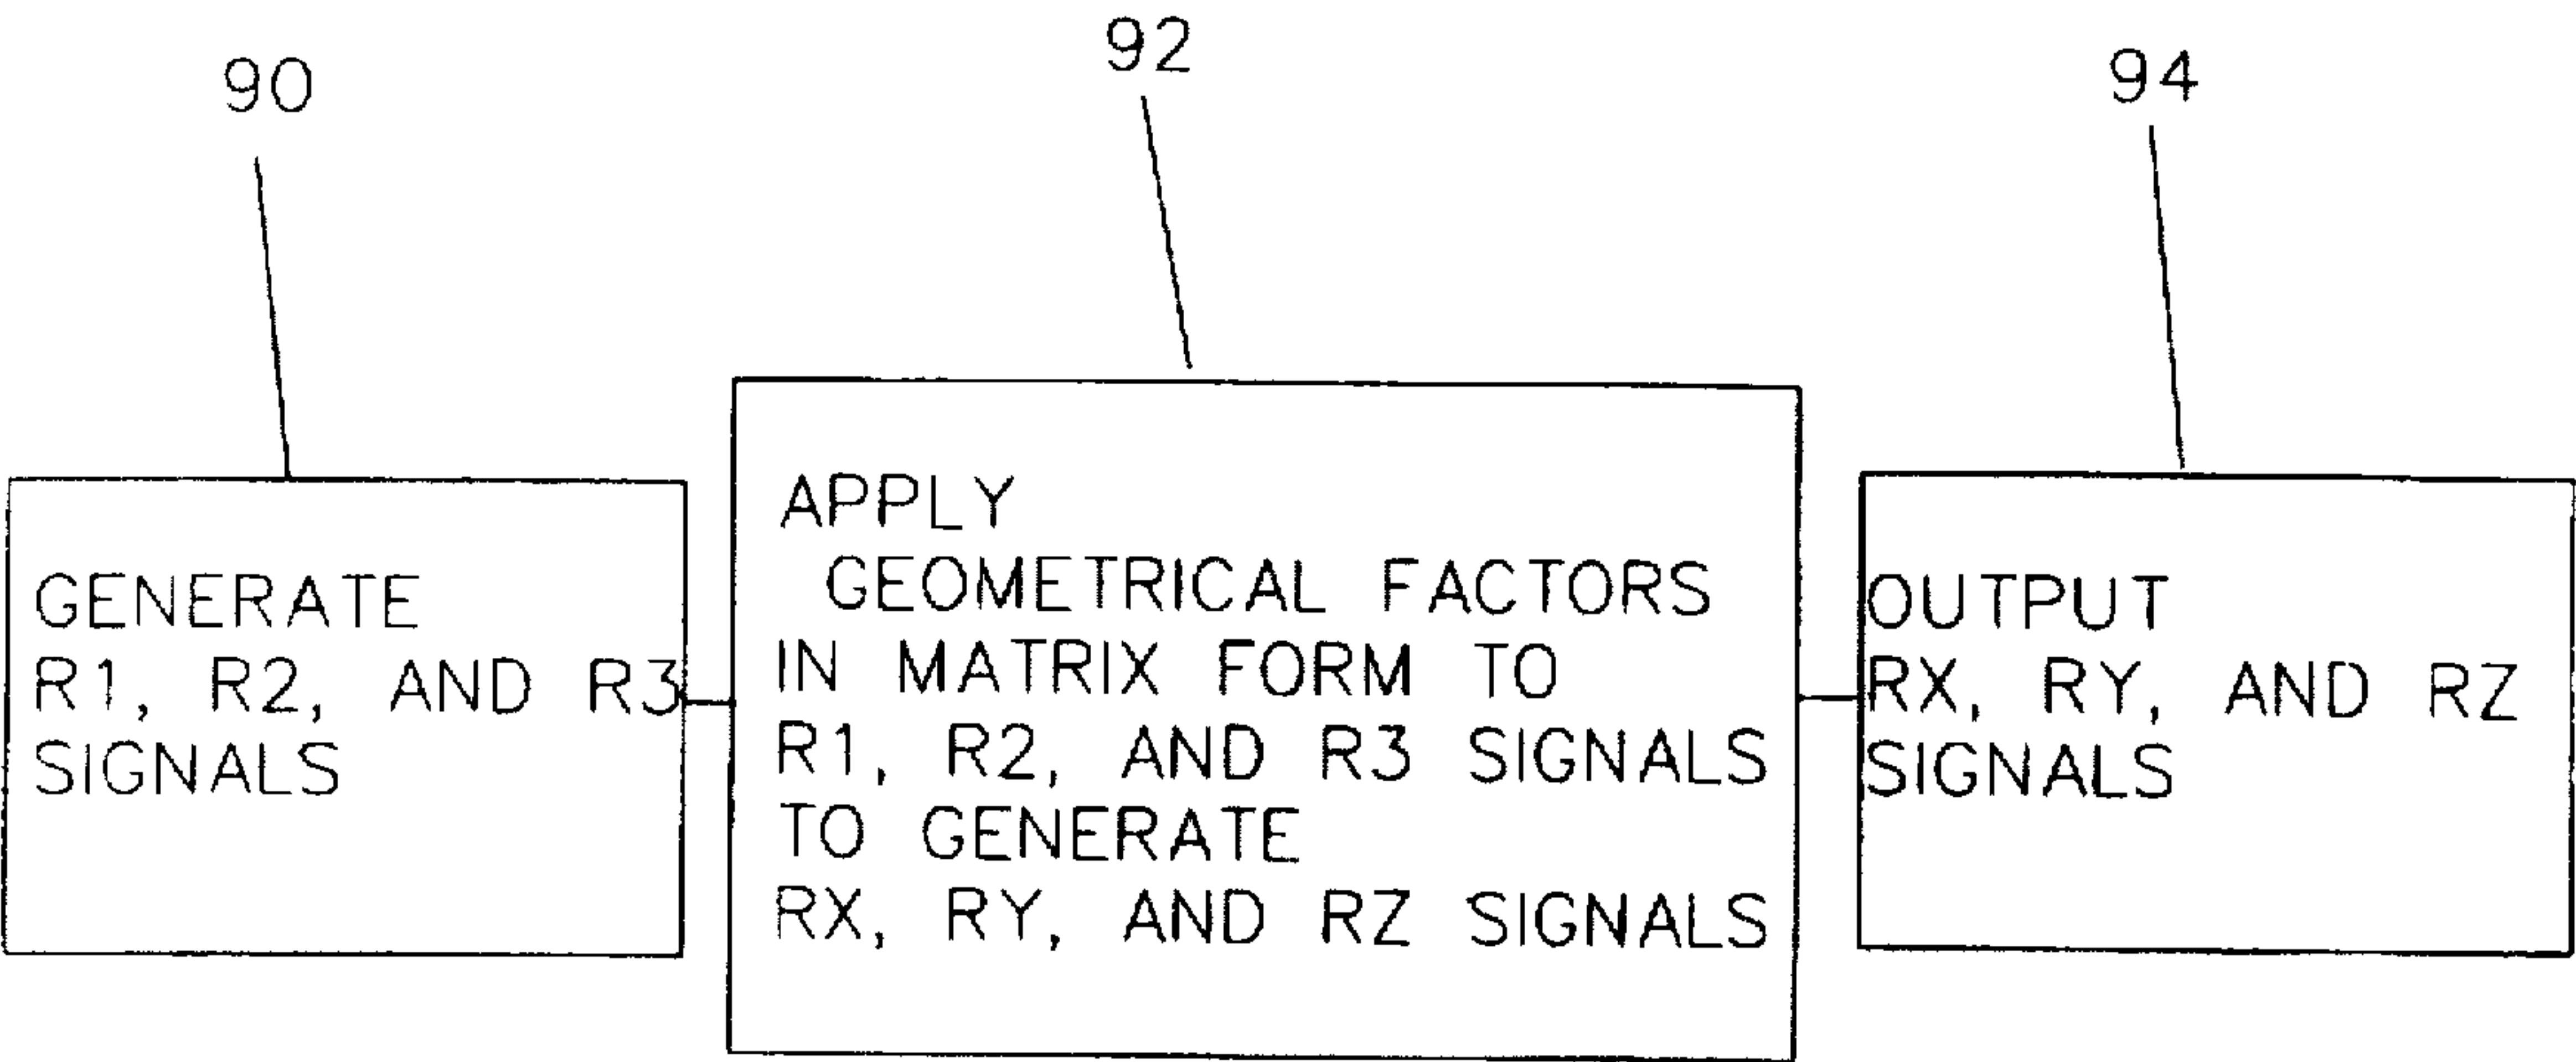 90
92
94
GENERATE
R1, R2, AND R3
SIGNALS
APPLY
GEOMETRICAL FACTORS
IN MATRIX FORM TO
R1, R2, AND R3 SIGNALS
TO GENERATE
RX, RY, AND RZ SIGNALS
OUTPUT
RX, RY, AND RZ
SIGNALS